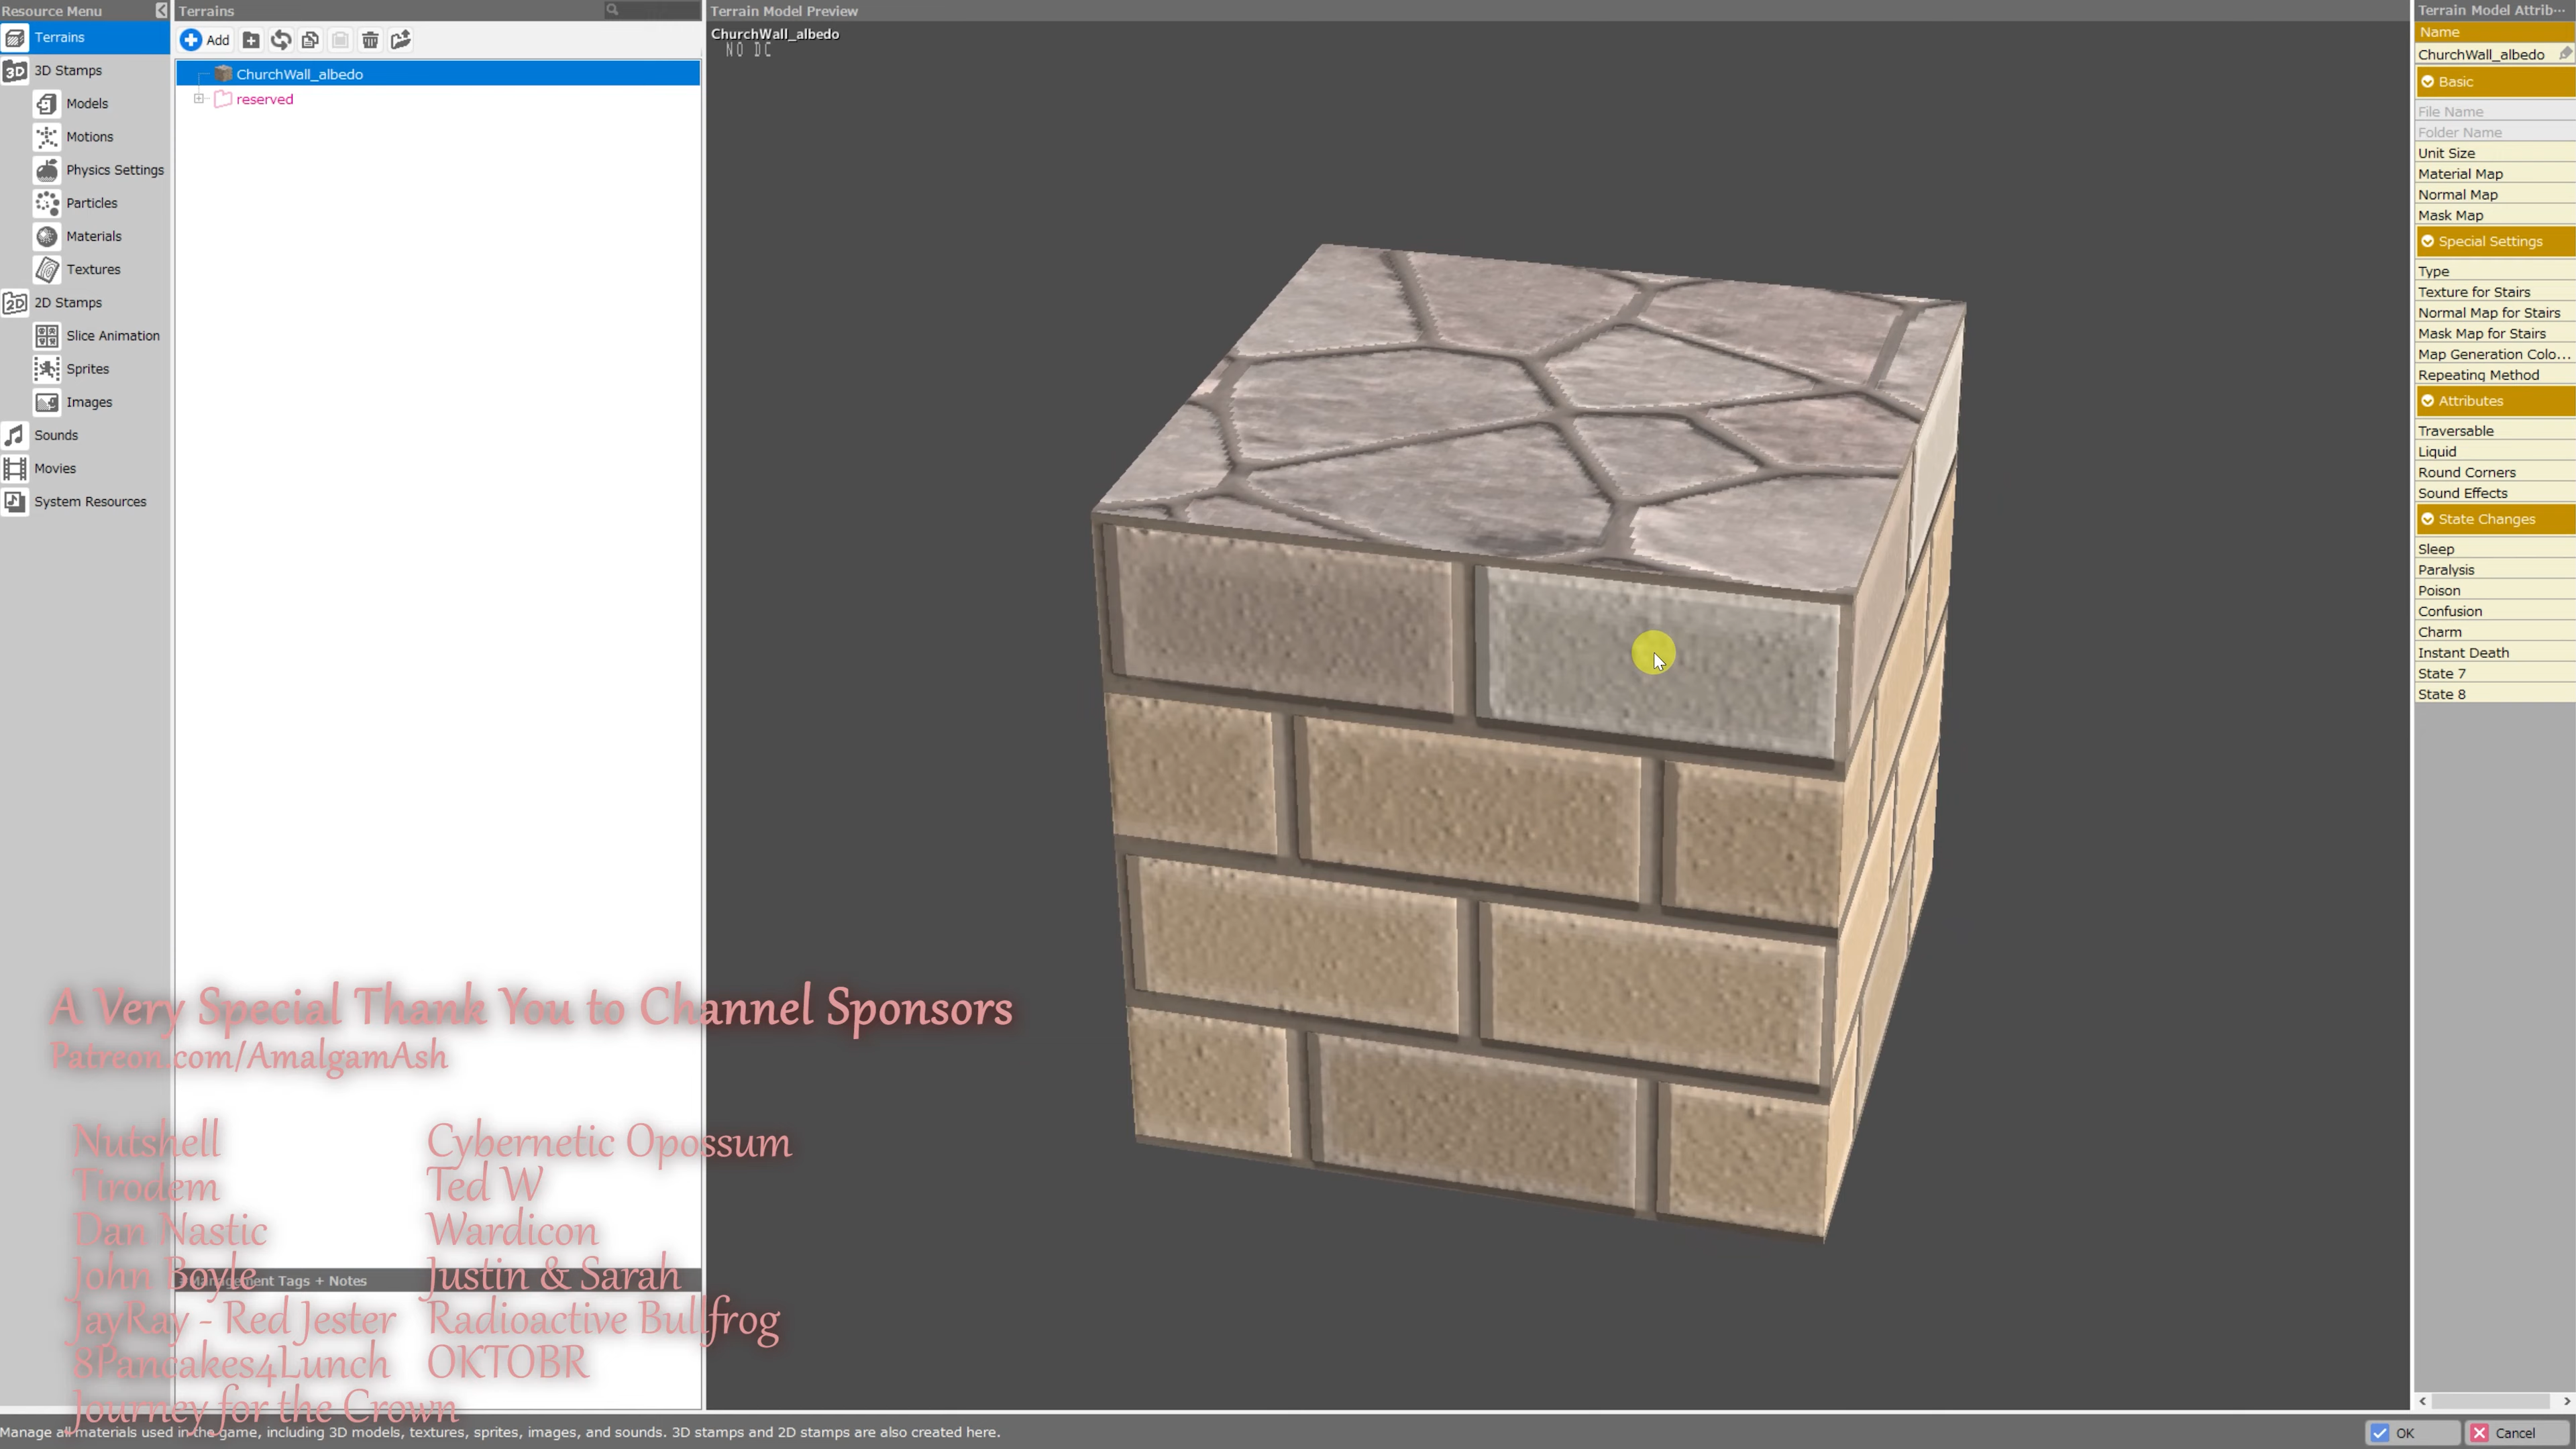 Resource Menu
Terrains
3D Stamps
Models
Motions
Physics Settings
Particles
Materials
Textures
2D Stamps
Slice Animation
Sprites
Images
Sounds
Movies
System Resources
Terrains
Add
ChurchWall_albedo
reserved
Management Tags + Notes
Terrain Model Preview
ChurchWall_albedo
NO DC
Terrain Model Attrib...
Name
ChurchWall_albedo
Basic
File Name
Folder Name
Unit Size
Material Map
Normal Map
Mask Map
Special Settings
Type
Texture for Stairs
Normal Map for Stairs
Mask Map for Stairs
Map Generation Colo...
Repeating Method
Attributes
Traversable
Liquid
Round Corners
Sound Effects
State Changes
Sleep
Paralysis
Poison
Confusion
Charm
Instant Death
State 7
State 8
A Very Special Thank You to Channel Sponsors
Patreon.com/AmalgamAsh
Nutshell
Tirodem
Dan Nastic
John Boyle
JayRay - Red Jester
8Pancakes4Lunch
Journey for the Crown
Cybernetic Opossum
Ted W
Wardicon
Justin & Sarah
Radioactive Bullfrog
OKTOBR
Manage all materials used in the game, including 3D models, textures, sprites, images, and sounds. 3D stamps and 2D stamps are also created here.
OK
Cancel